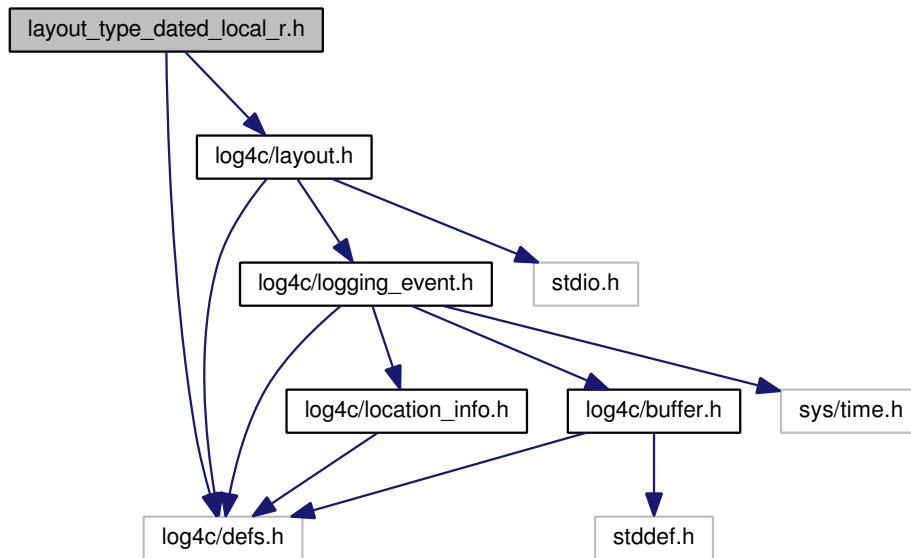 layout_type_dated_local_r.h
log4c/layout.h
log4c/logging_event.h
stdio.h
log4c/location_info.h
log4c/buffer.h
sys/time.h
log4c/defs.h
stddef.h